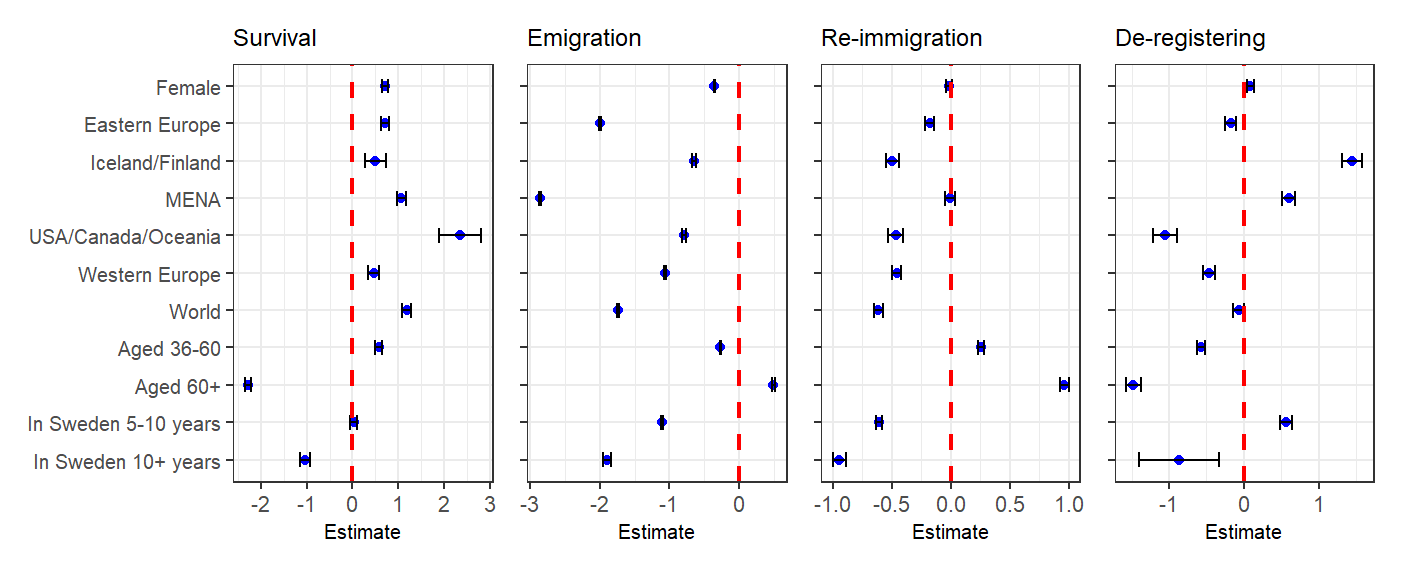 Survival
Emigration
Re-immigration
De-registering
Female
Eastern Europe
Iceland/Finland
MENA
USA/Canada/Oceania
Western Europe
World
Aged 36-60
Aged 60+
In Sweden 5-10 years
In Sweden 10+ years
-2 -1 0 1 2 3
-3 -2 -1 0
-1.0 -0.5 0.0 0.5 1.0
-1 0 1
Estimate
Estimate
Estimate
Estimate